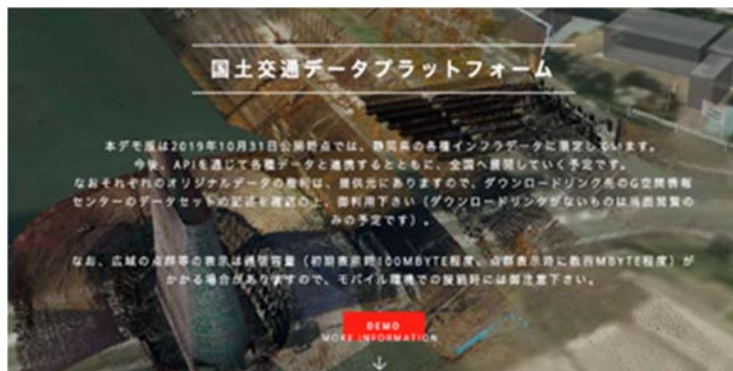 国土交通データプラットフォーム
本デモ版は2019年10月31日公開時点では、静岡県の各種インフラデータに限定しています。
今後、APIを通じて各種データと連携するとともに、全国へ展開していく予定です。
なおそれぞれのオリジナルデータの権利は、提供元にありますので、ダウンロードリンク先のG空間情報
センターのデータセットの記述を確認の上、御利用下さい（ダウンロードリンクがないものは当面閲覧の
みの予定です）。
なお、広域の点群等の表示は通信容量（初期表示時100MBYTE程度、点群表示時に数百MBYTE程度）が
かかる場合がありますので、モバイル環境での接続時には御注意下さい。
DEMO
MORE INFORMATION